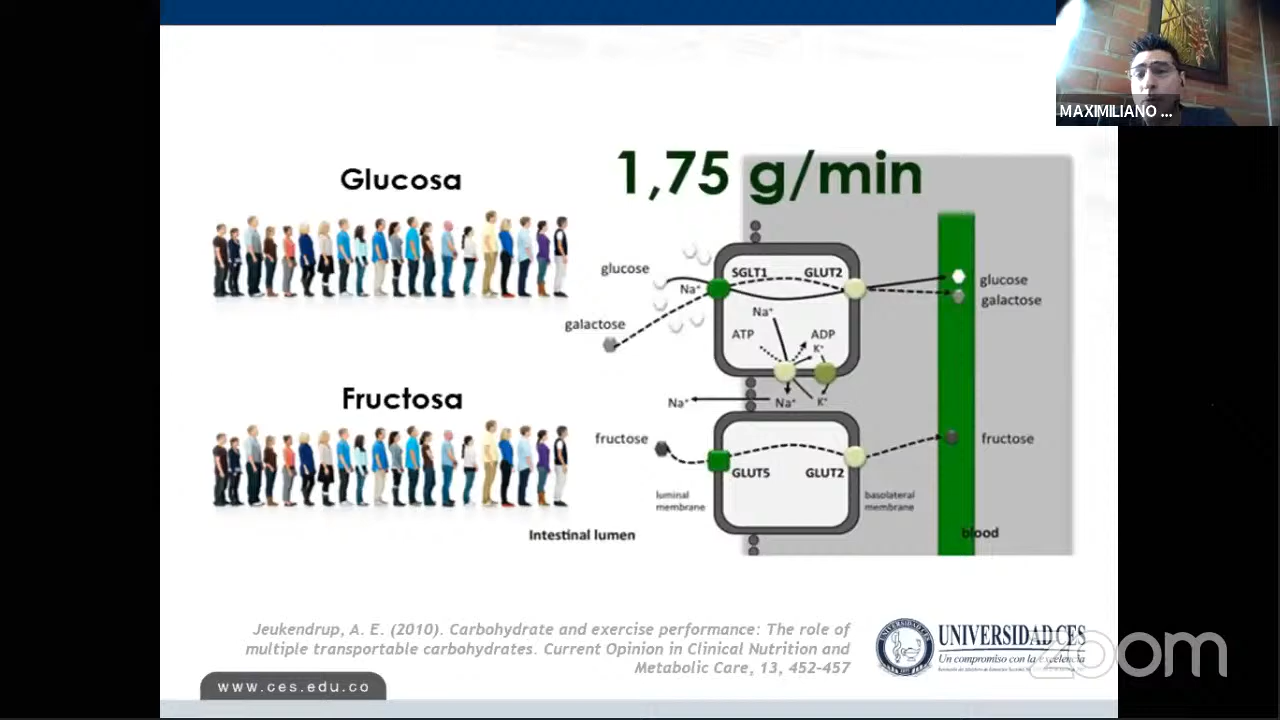 MAXIMILIANO ...
1,75 g/min
Glucosa
glucose
Na⁺
SGLT1
GLUT2
glucose
galactose
galactose
Na⁺
ATP
ADP
K⁺
Na⁺
Na⁺
K⁺
Fructosa
fructose
GLUT5
GLUT2
fructose
luminal
membrane
basolateral
membrane
Intestinal lumen
blood
Jeukendrup, A. E. (2010). Carbohydrate and exercise performance: The role of
multiple transportable carbohydrates. Current Opinion in Clinical Nutrition and
Metabolic Care, 13, 452-457
UNIVERSIDAD CES
Un compromiso con la excelencia
zoom
www.ces.edu.co